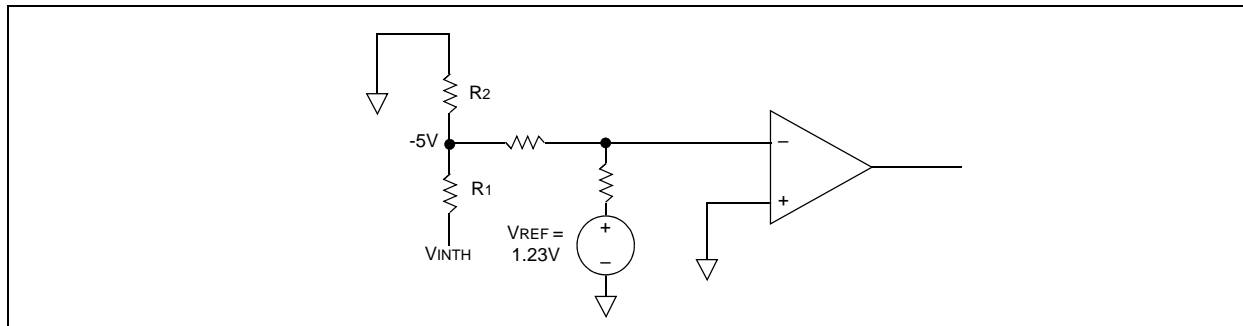 R2
-5V
R1
VINTH
VREF =
1.23V
+
–
–
+